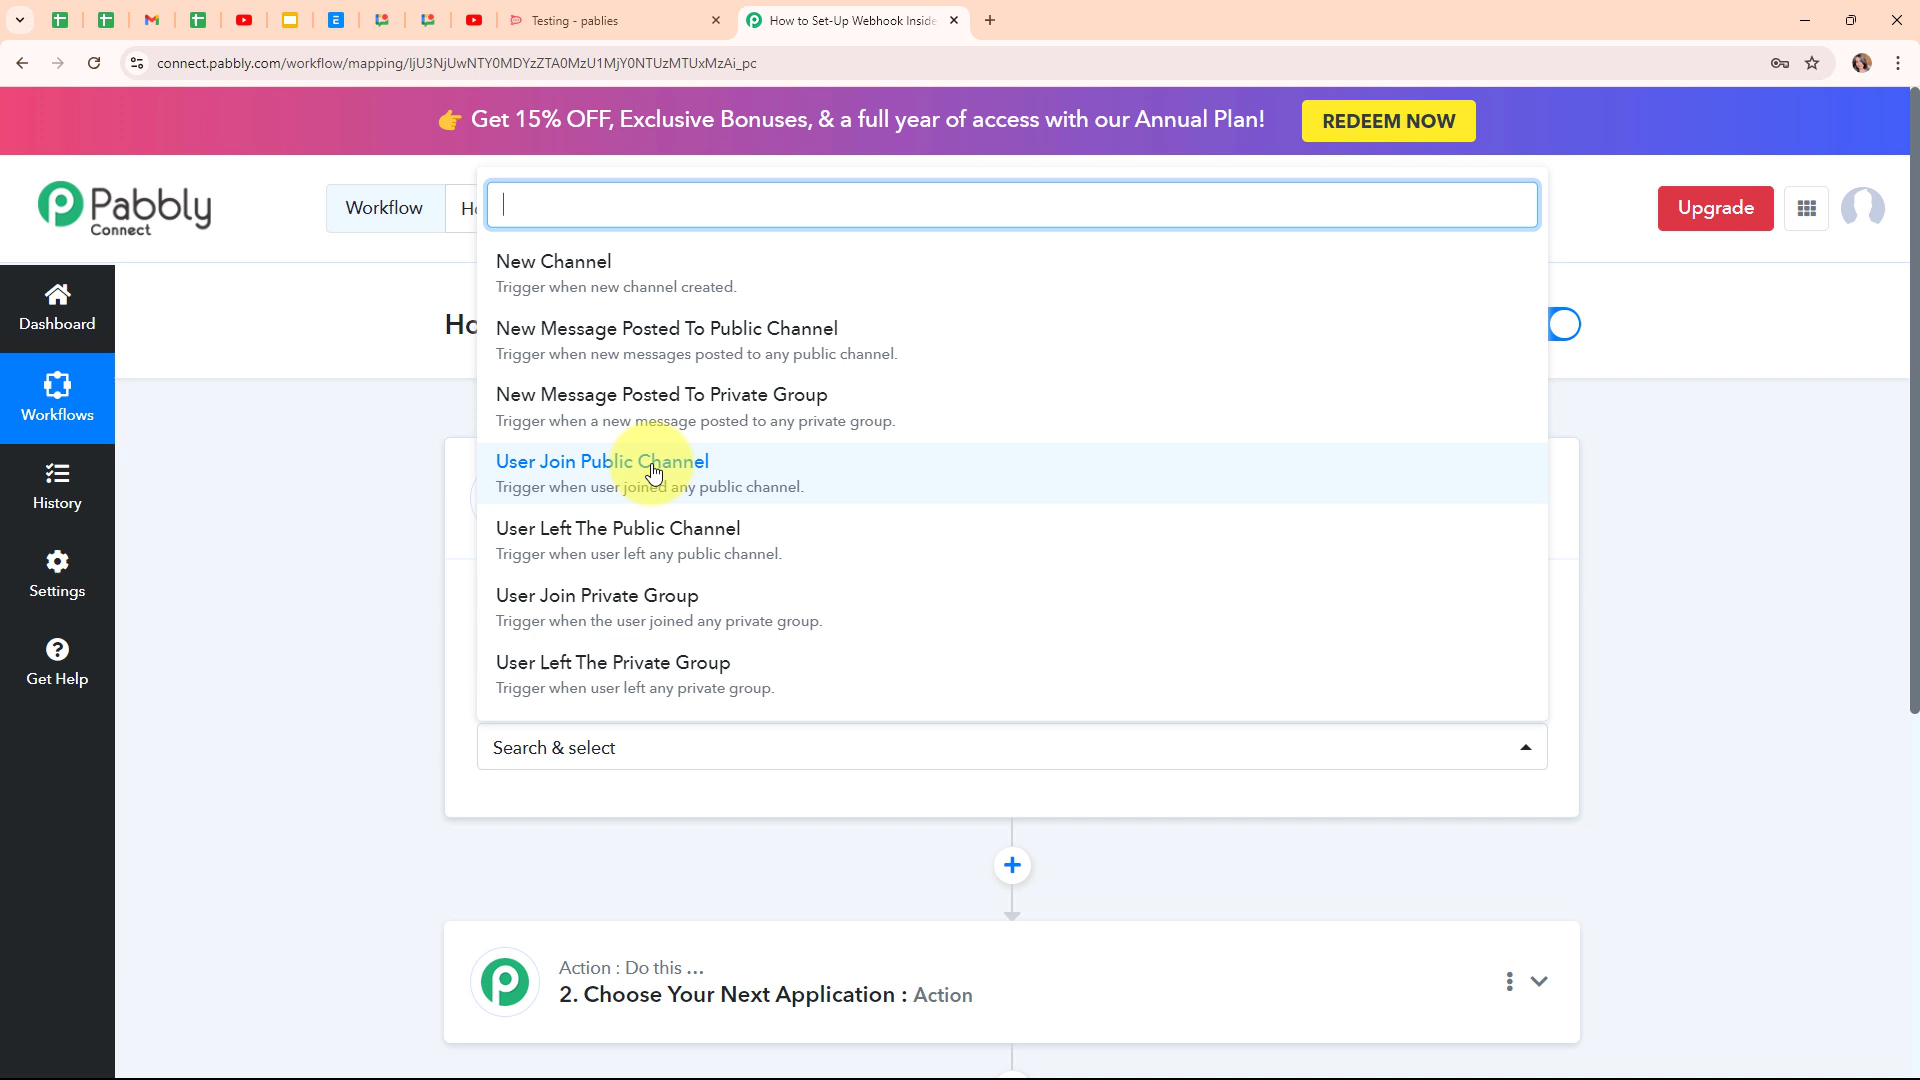 Testing - pablies
How to Set-Up Webhook Inside
connect.pabbly.com/workflow/mapping/IjU3NjUwNTY0MDYzZTA0MzU1MjY0NTUzMTUxMzAi_pc
👉 Get 15% OFF, Exclusive Bonuses, & a full year of access with our Annual Plan!
REDEEM NOW
Pabbly
Connect
Workflow
Ho
Upgrade
Dashboard
Workflows
History
Settings
Get Help
Ho
New Channel
Trigger when new channel created.
New Message Posted To Public Channel
Trigger when new messages posted to any public channel.
New Message Posted To Private Group
Trigger when a new message posted to any private group.
User Join Public Channel
Trigger when user joined any public channel.
User Left The Public Channel
Trigger when user left any public channel.
User Join Private Group
Trigger when the user joined any private group.
User Left The Private Group
Trigger when user left any private group.
Search & select
Action : Do this ...
2. Choose Your Next Application : Action